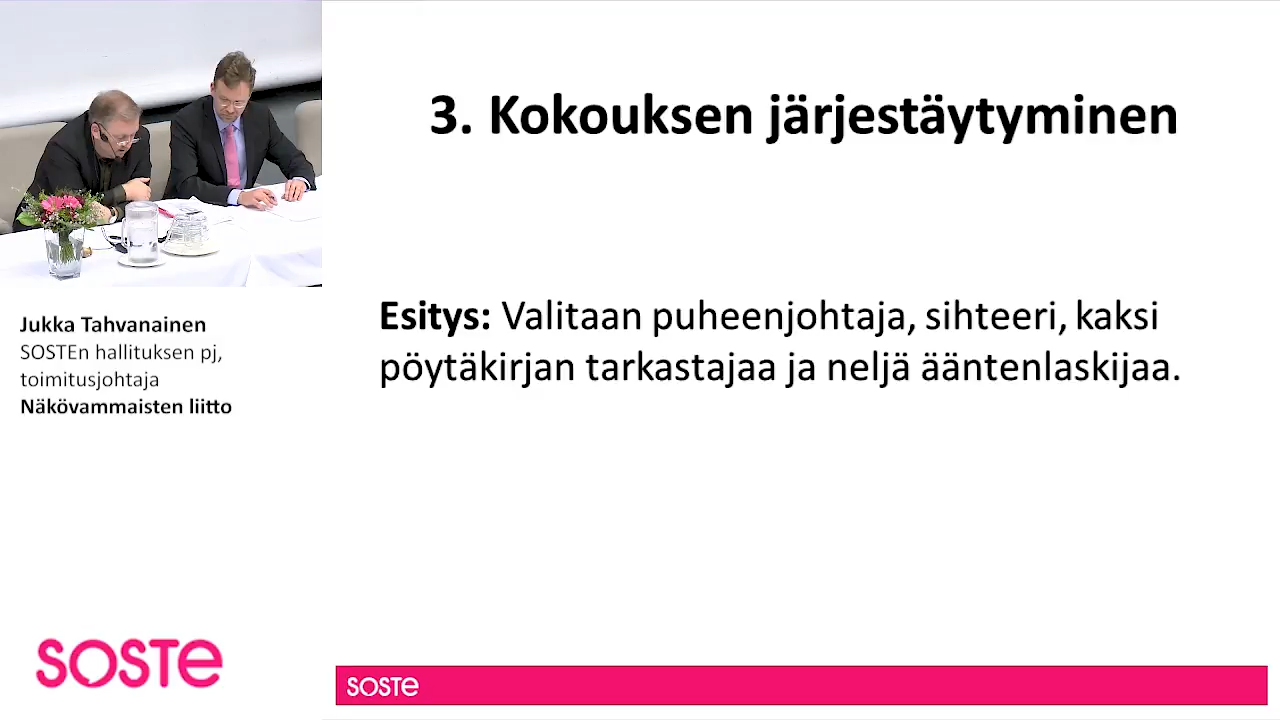 3. Kokouksen järjestäytyminen
Esitys: Valitaan puheenjohtaja, sihteeri, kaksi
pöytäkirjan tarkastajaa ja neljä ääntenlaskijaa.
Jukka Tahvanainen
SOSTEn hallituksen pj,
toimitusjohtaja
Näkövammaisten liitto
SOSTE
SOSTE